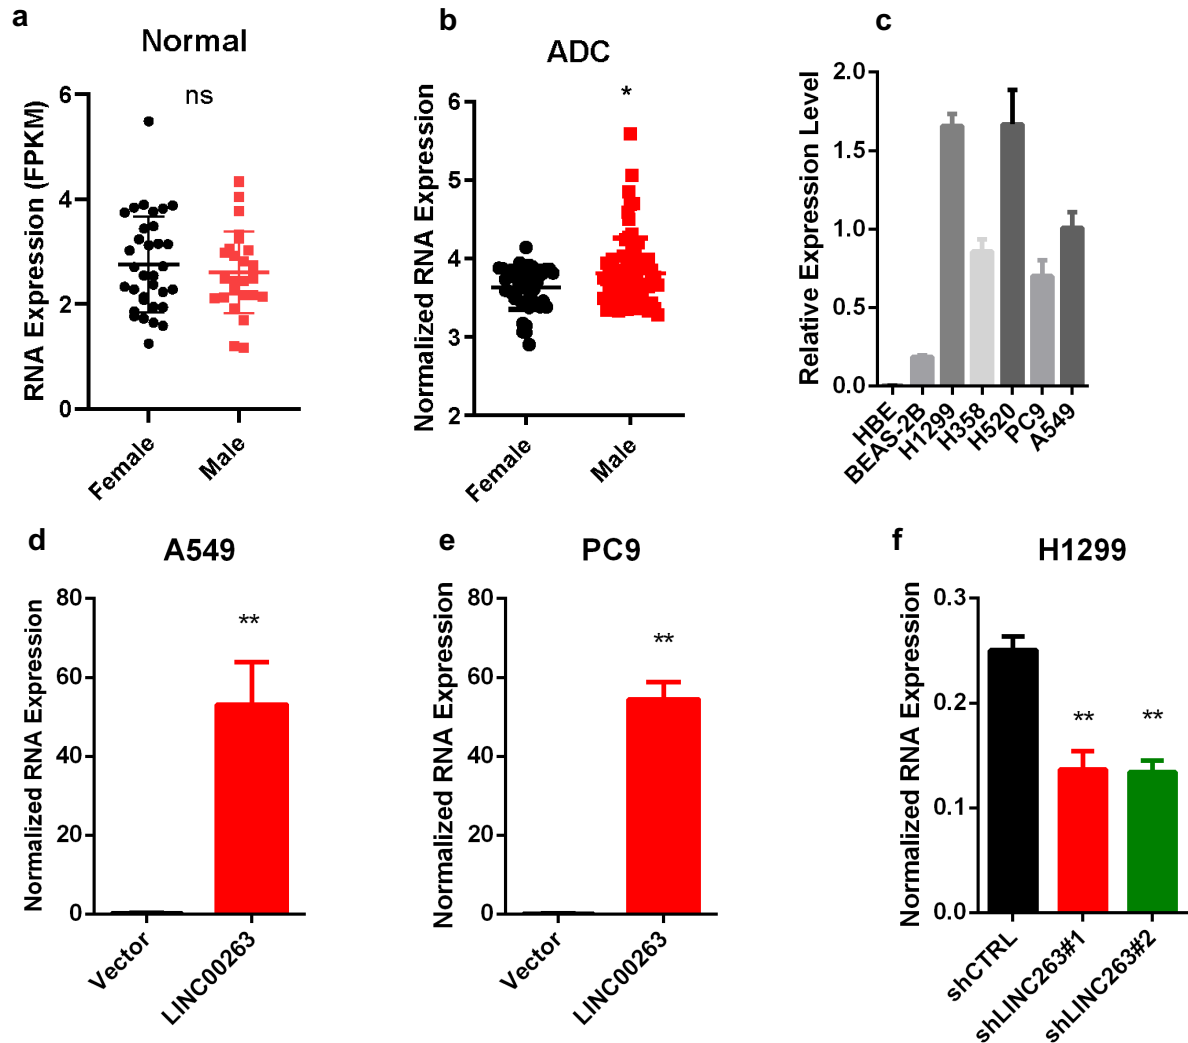 a
Normal
RNA Expression (FPKM)
6
4
2
0
ns
Female
Male
b
ADC
Normalized RNA Expression
6
5
4
3
2
*
Female
Male
c
Relative Expression Level
2.0
1.5
1.0
0.5
0.0
HBE
BEAS-2B
H1299
H358
H520
PC9
A549
d
A549
Normalized RNA Expression
80
60
40
20
0
**
Vector
LINC00263
e
PC9
Normalized RNA Expression
80
60
40
20
0
**
Vector
LINC00263
f
H1299
Normalized RNA Expression
0.3
0.2
0.1
0.0
**
**
shCTRL
shLINC263#1
shLINC263#2